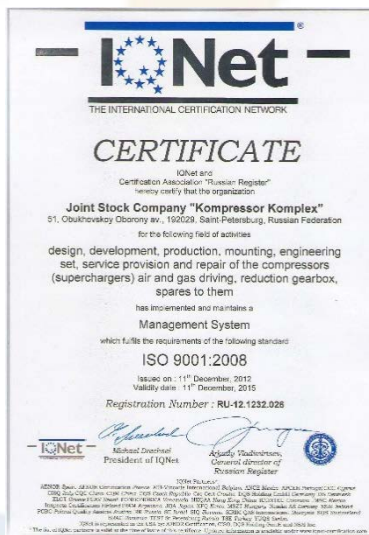 IQNet
®
THE INTERNATIONAL CERTIFICATION NETWORK
CERTIFICATE
IQNet and
Certification Association "Russian Register"
hereby certify that the organization
Joint Stock Company "Kompressor Komplex"
51, Obukhovskoy Oborony av., 192029, Saint-Petersburg, Russian Federation
for the following field of activities
design, development, production, mounting, engineering
set, service provision and repair of the compressors
(superchargers) air and gas driving, reduction gearbox,
spares to them
has implemented and maintains a
Management System
which fulfils the requirements of the following standard
ISO 9001:2008
Issued on : 11th December, 2012
Validity date : 11th December, 2015
Registration Number : RU-12.1232.026
IQNet
Michael Drechsel
President of IQNet
Arkady Vladimirtsev,
General director of
Russian Register
IQNet Partners*: